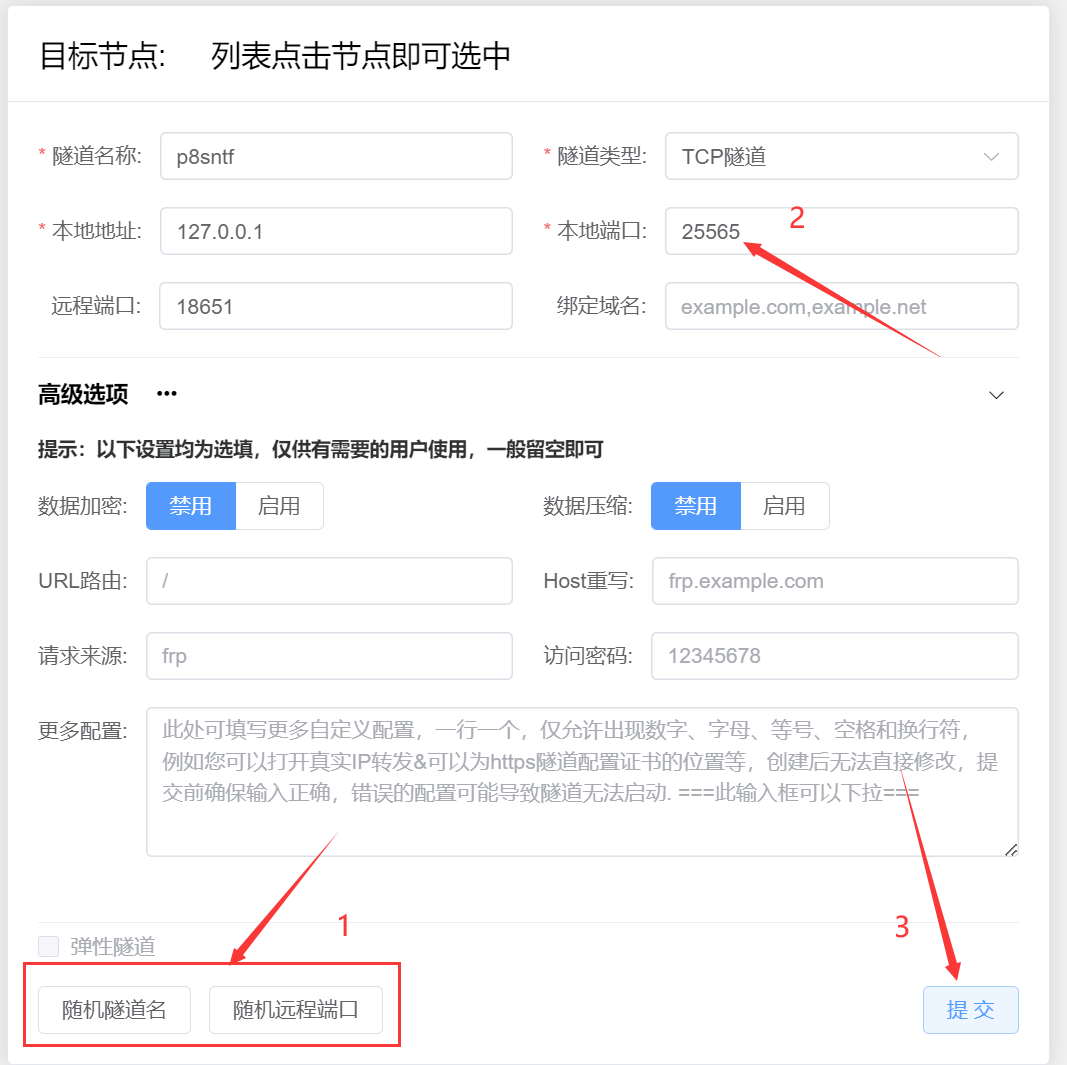 目标节点: 列表点击节点即可选中
* 隧道名称: p8sntf * 隧道类型: TCP隧道
* 本地地址: 127.0.0.1 * 本地端口: 25565 2
远程端口: 18651 绑定域名: example.com,example.net
高级选项 •••
提示：以下设置均为选填，仅供有需要的用户使用，一般留空即可
数据加密: 禁用 启用 数据压缩: 禁用 启用
URL路由: / Host重写: frp.example.com
请求来源: frp 访问密码: 12345678
更多配置: 此处可填写更多自定义配置，一行一个，仅允许出现数字、字母、等号、空格和换行符，
例如您可以打开真实IP转发&可以为https隧道配置证书的位置等，创建后无法直接修改，提
交前确保输入正确，错误的配置可能导致隧道无法启动. ===此输入框可以下拉===
1 3
弹性隧道
随机隧道名 随机远程端口 提 交